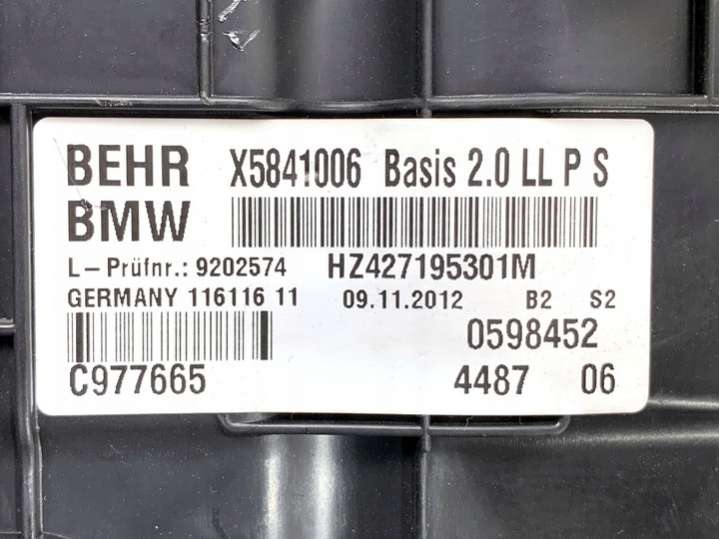 BEHR X5841006 Basis 2.0 LL P S
BMW
L-Prüfnr.: 9202574 HZ427195301M
GERMANY 116116 11 09.11.2012 B2 S2
0598452
C977665 4487 06